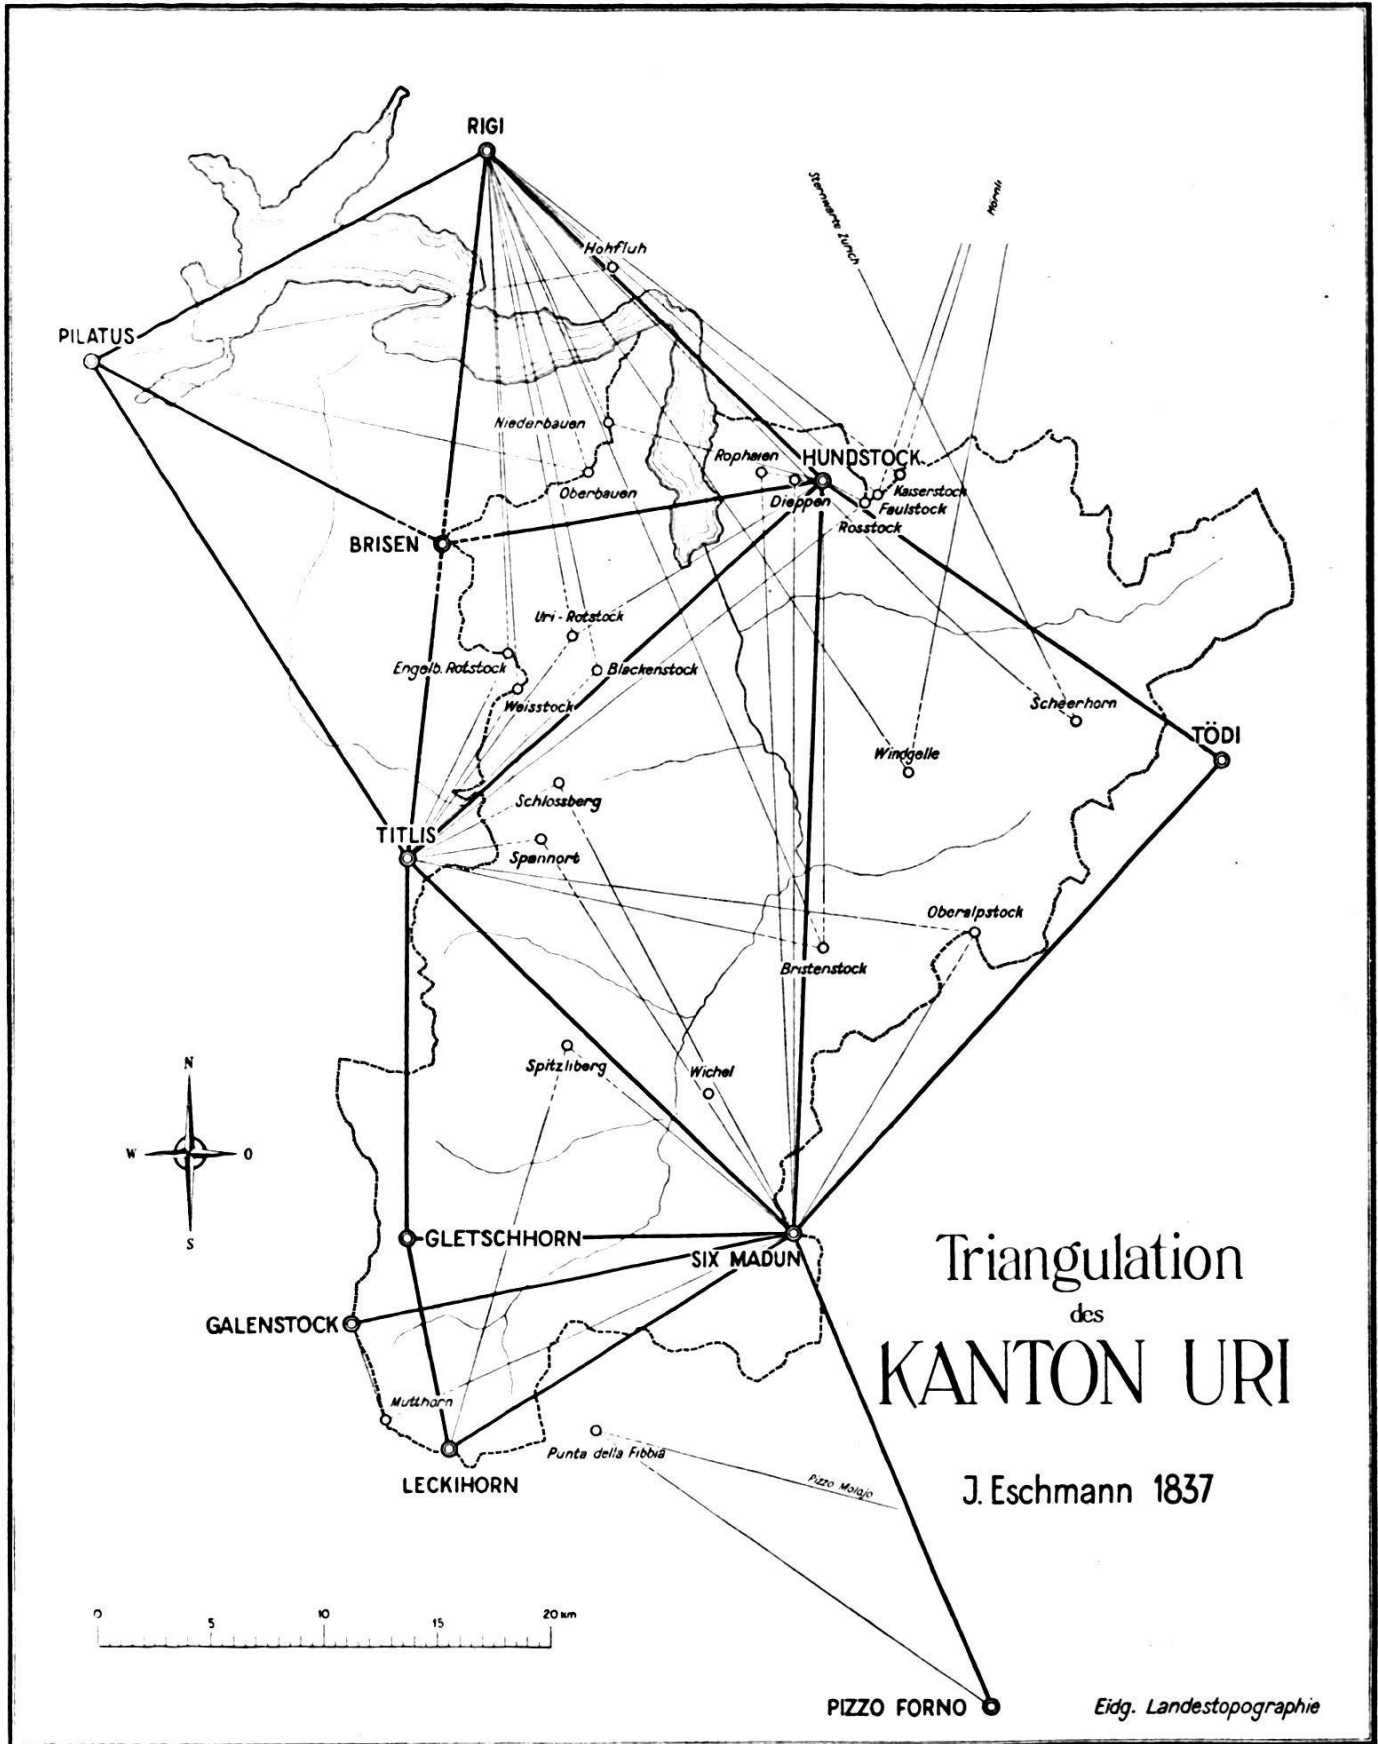 RIGI
Sternwarte Zürich
Hörnli
Hohfluh
PILATUS
Niederbauen
Rophaien
HUNDSTOCK
Oberbauen
Dieppen
Kaiserstock
Faulstock
Rosstock
BRISEN
Uri-Rotstock
Engelb. Rotstock
Blackenstock
Weisstock
Scheerhorn
TÖDI
Windgelle
Schlossberg
TITLIS
Spannort
Oberalpstock
Bristenstock
N
Spitzliberg
Wichel
W
O
S
GLETSCHHORN
SIX MADUN
Triangulation
des
KANTON URI
GALENSTOCK
Mutthorn
Punta della Fibbia
LECKIHORN
Pizzo Molajo
J. Eschmann 1837
0 5 10 15 20 km
PIZZO FORNO
Eidg. Landestopographie